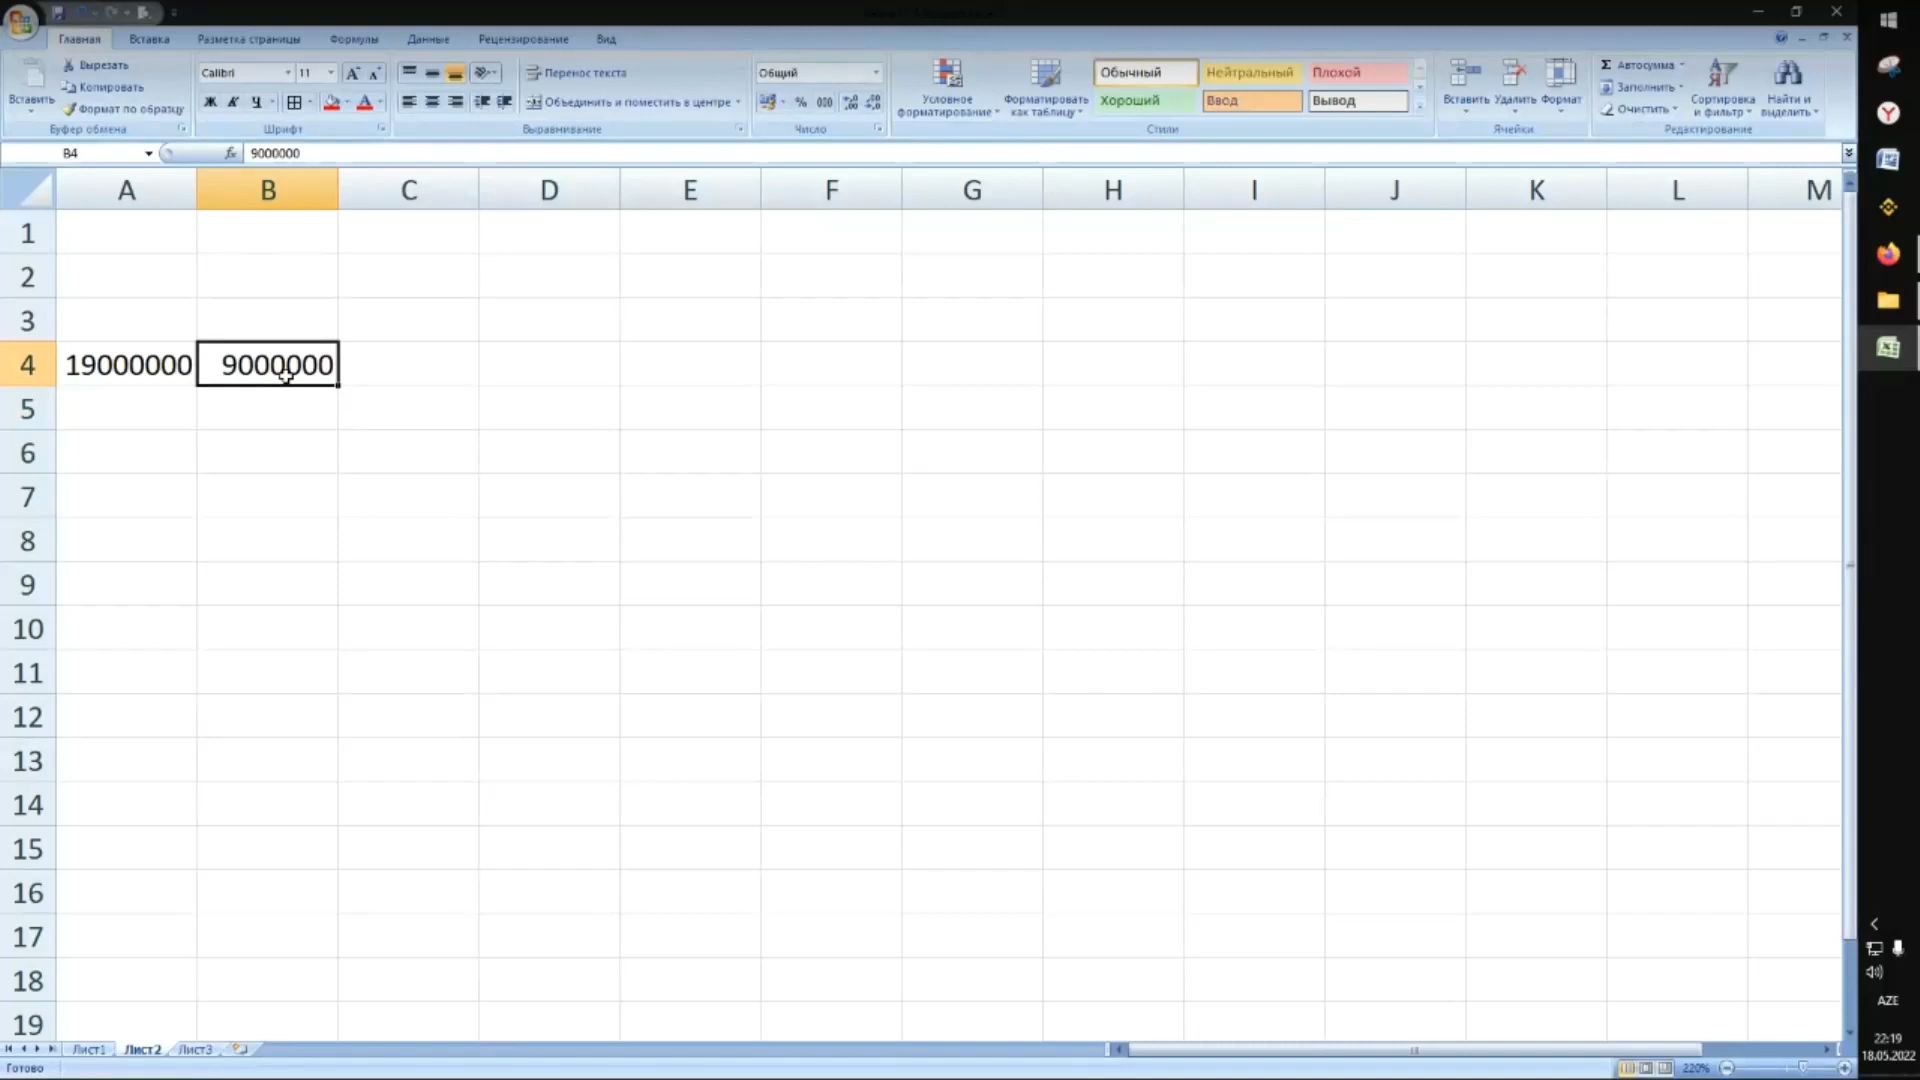 Главная Вставка Разметка страницы Формулы Данные Рецензирование Вид
Вставить
Вырезать
Копировать
Формат по образцу
Буфер обмена
Calibri 11
Ж К Ч
Шрифт
Перенос текста
Объединить и поместить в центре
Выравнивание
Общий
% 000
Число
Условное форматирование
Форматировать как таблицу
Обычный Нейтральный Плохой
Хороший Ввод Вывод
Стили
Вставить Удалить Формат
Ячейки
Σ Автосумма
Заполнить
Очистить
Сортировка и фильтр
Найти и выделить
Редактирование
B4 fx 9000000
A B C D E F G H I J K L M
1
2
3
4 19000000 9000000
5
6
7
8
9
10
11
12
13
14
15
16
17
18
19
Лист1 Лист2 Лист3
Готово 220%
AZE
22:19
18.05.2022